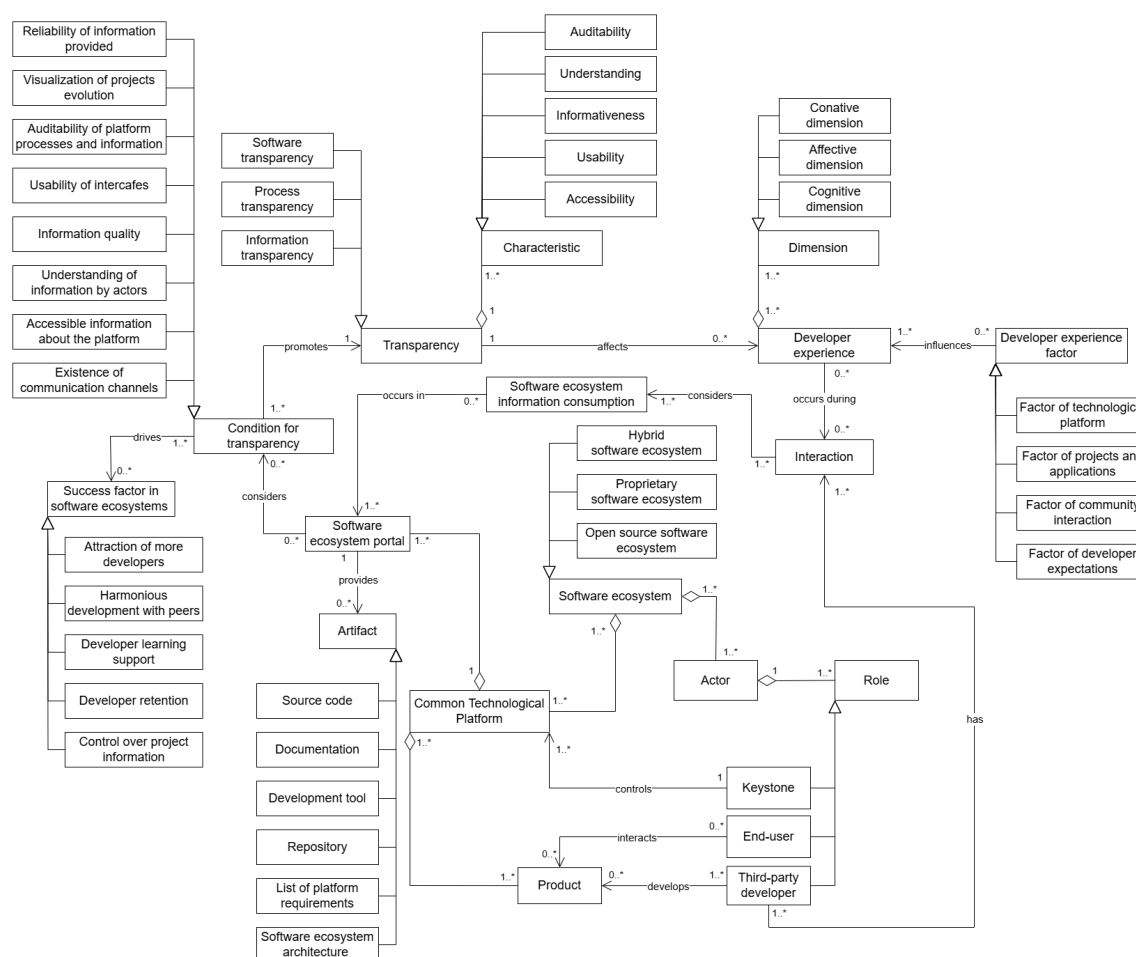 Reliability of information
provided
Visualization of projects
evolution
Auditability of platform
processes and information
Usability of intercafes
Information quality
Understanding of
information by actors
Accessible information
about the platform
Existence of
communication channels
Software
transparency
Process
transparency
Information
transparency
Auditability
Understanding
Informativeness
Usability
Accessibility
Characteristic
1..*
1
Conative
dimension
Affective
dimension
Cognitive
dimension
Dimension
1..*
1..*
promotes
1
1..*
Transparency
1
affects
0..*
Developer
experience
1..*
influences
0..*
Developer experience
factor
Factor of technologic
platform
Factor of projects an
applications
Factor of community
interaction
Factor of developer
expectations
0..*
occurs during
0..*
occurs in
0..*
1..*
Software ecosystem
information consumption
1..*
considers
1..*
Interaction
1..*
Condition for
transparency
1..*
drives
0..*
0..*
considers
0..*
Success factor in
software ecosystems
Attraction of more
developers
Harmonious
development with peers
Developer learning
support
Developer retention
Control over project
information
Software
ecosystem portal
1..*
1
1
provides
0..*
Artifact
Source code
Documentation
Development tool
Repository
List of platform
requirements
Software ecosystem
architecture
Hybrid
software ecosystem
Proprietary
software ecosystem
Open source software
ecosystem
Software ecosystem
1..*
1..*
1..*
1..*
Actor
1
1..*
Role
Common Technological
Platform
1..*
1..*
1..*
controls
1
Keystone
interacts
0..*
0..*
End-user
Product
0..*
develops
1..*
Third-party
developer
1..*
has